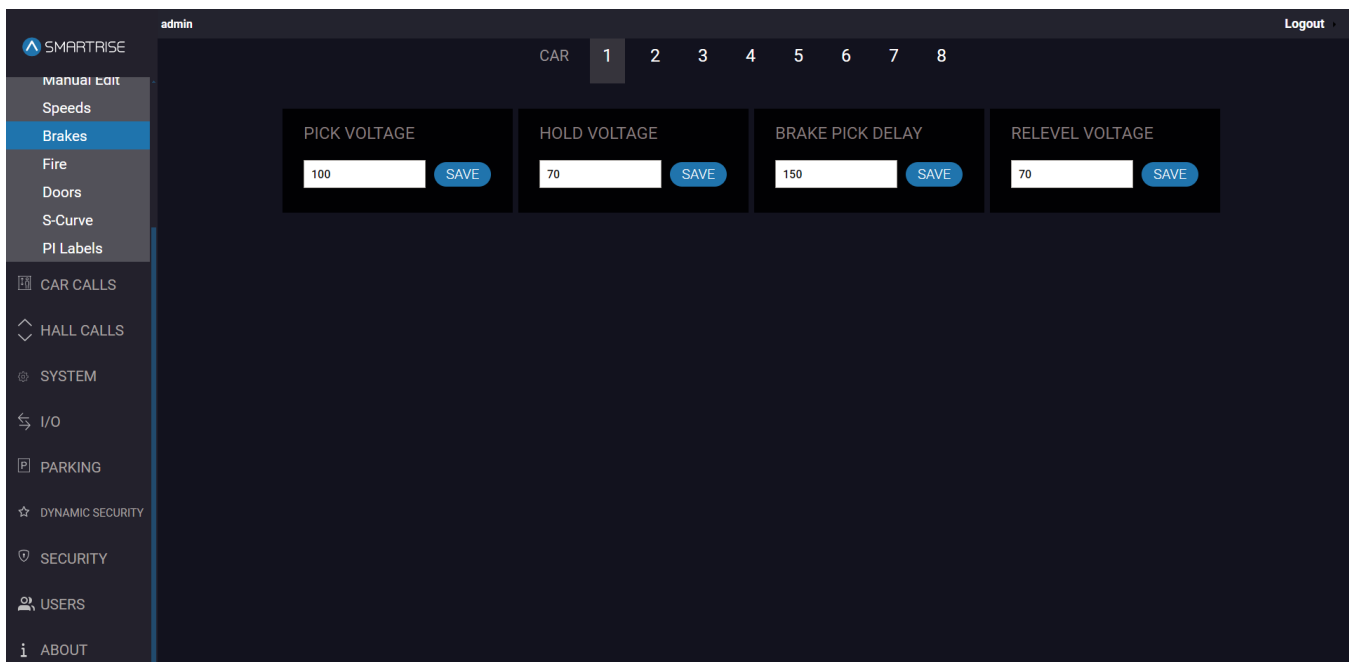 admin
Logout
SMARTRISE
CAR 1 2 3 4 5 6 7 8
Manual Edit
Speeds
Brakes
Fire
Doors
S-Curve
PI Labels
CAR CALLS
HALL CALLS
SYSTEM
I/O
P PARKING
DYNAMIC SECURITY
SECURITY
USERS
i ABOUT
PICK VOLTAGE
100 SAVE
HOLD VOLTAGE
70 SAVE
BRAKE PICK DELAY
150 SAVE
RELEVEL VOLTAGE
70 SAVE